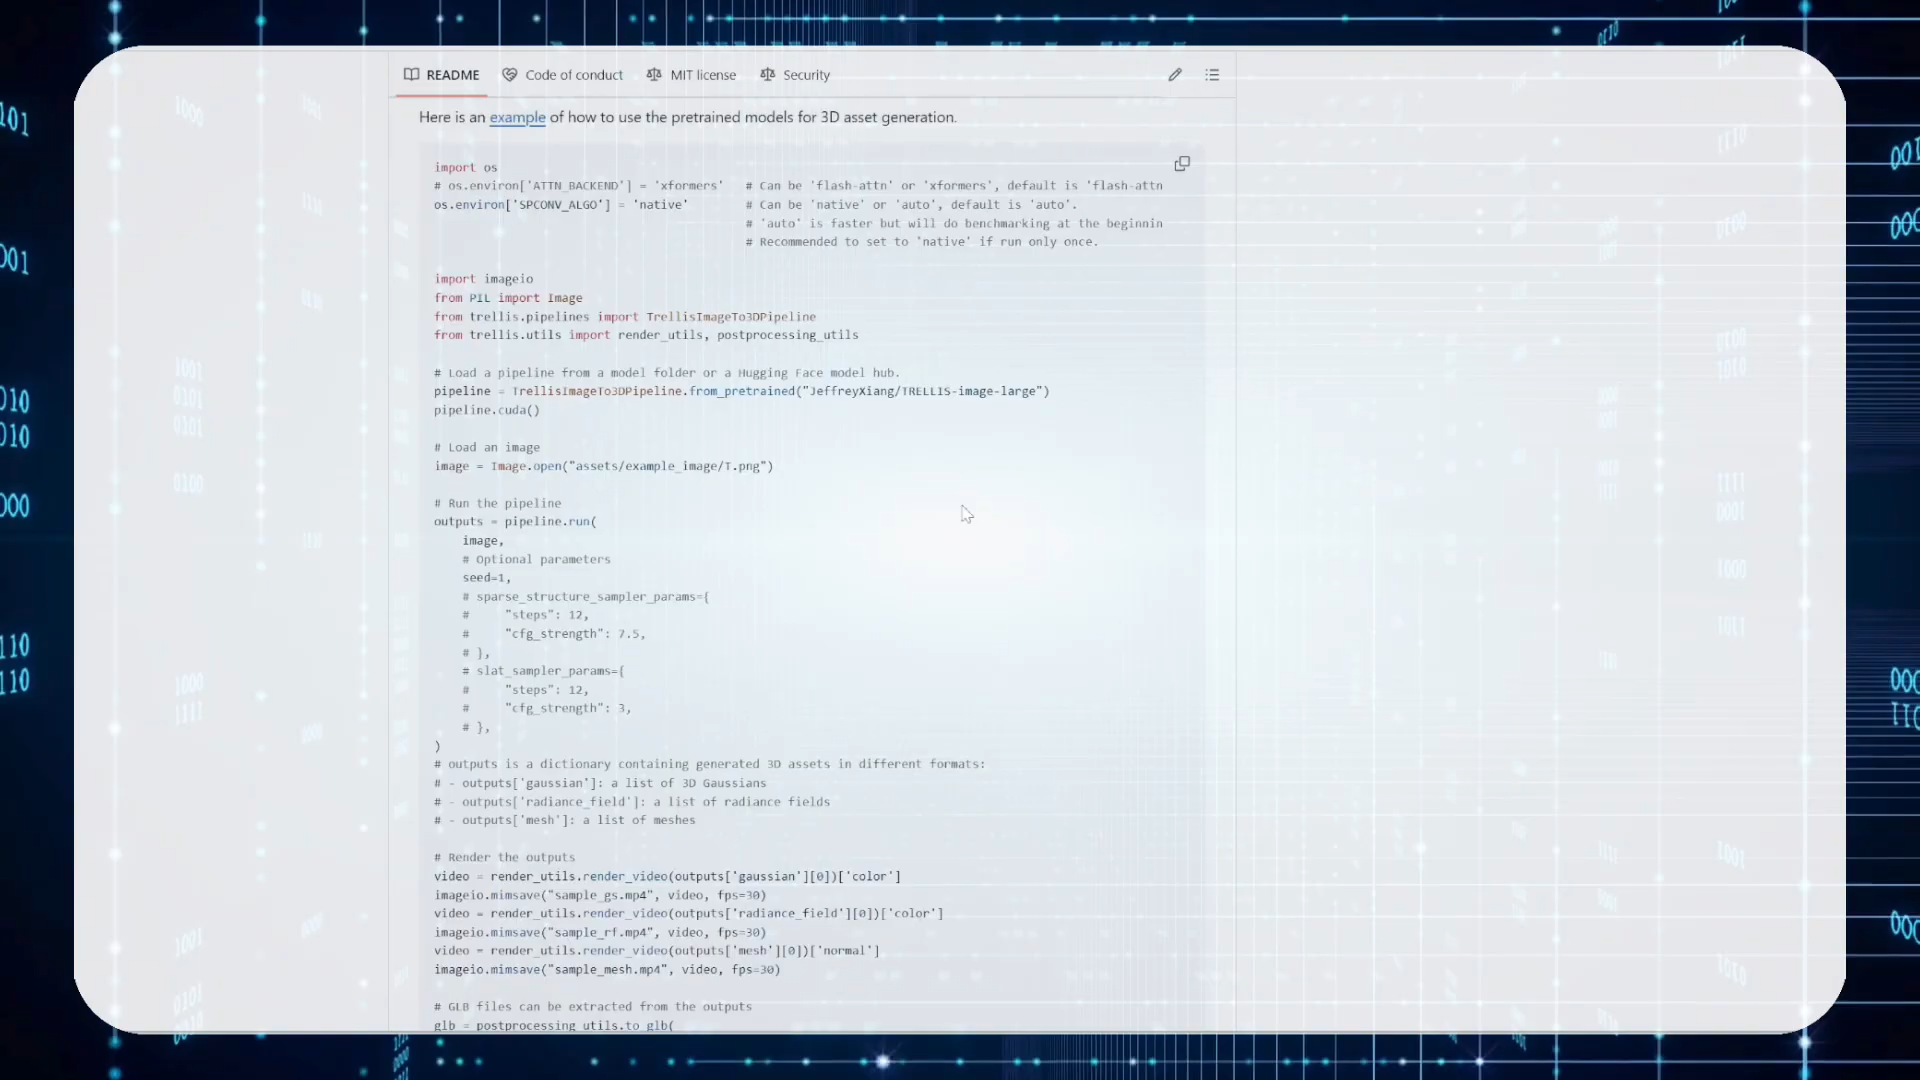 README Code of conduct MIT license Security
Here is an example of how to use the pretrained models for 3D asset generation.
import os
# os.environ['ATTN_BACKEND'] = 'xformers'   # Can be 'flash-attn' or 'xformers', default is 'flash-attn
os.environ['SPCONV_ALGO'] = 'native'        # Can be 'native' or 'auto', default is 'auto'.
                                            # 'auto' is faster but will do benchmarking at the beginnin
                                            # Recommended to set to 'native' if run only once.
import imageio
from PIL import Image
from trellis.pipelines import TrellisImageTo3DPipeline
from trellis.utils import render_utils, postprocessing_utils
# Load a pipeline from a model folder or a Hugging Face model hub.
pipeline = TrellisImageTo3DPipeline.from_pretrained("JeffreyXiang/TRELLIS-image-large")
pipeline.cuda()
# Load an image
image = Image.open("assets/example_image/T.png")
# Run the pipeline
outputs = pipeline.run(
    image,
    # Optional parameters
    seed=1,
    # sparse_structure_sampler_params={
    #     "steps": 12,
    #     "cfg_strength": 7.5,
    # },
    # slat_sampler_params={
    #     "steps": 12,
    #     "cfg_strength": 3,
    # },
)
# outputs is a dictionary containing generated 3D assets in different formats:
# - outputs['gaussian']: a list of 3D Gaussians
# - outputs['radiance_field']: a list of radiance fields
# - outputs['mesh']: a list of meshes
# Render the outputs
video = render_utils.render_video(outputs['gaussian'][0])['color']
imageio.mimsave("sample_gs.mp4", video, fps=30)
video = render_utils.render_video(outputs['radiance_field'][0])['color']
imageio.mimsave("sample_rf.mp4", video, fps=30)
video = render_utils.render_video(outputs['mesh'][0])['normal']
imageio.mimsave("sample_mesh.mp4", video, fps=30)
# GLB files can be extracted from the outputs
glb = postprocessing_utils.to_glb(